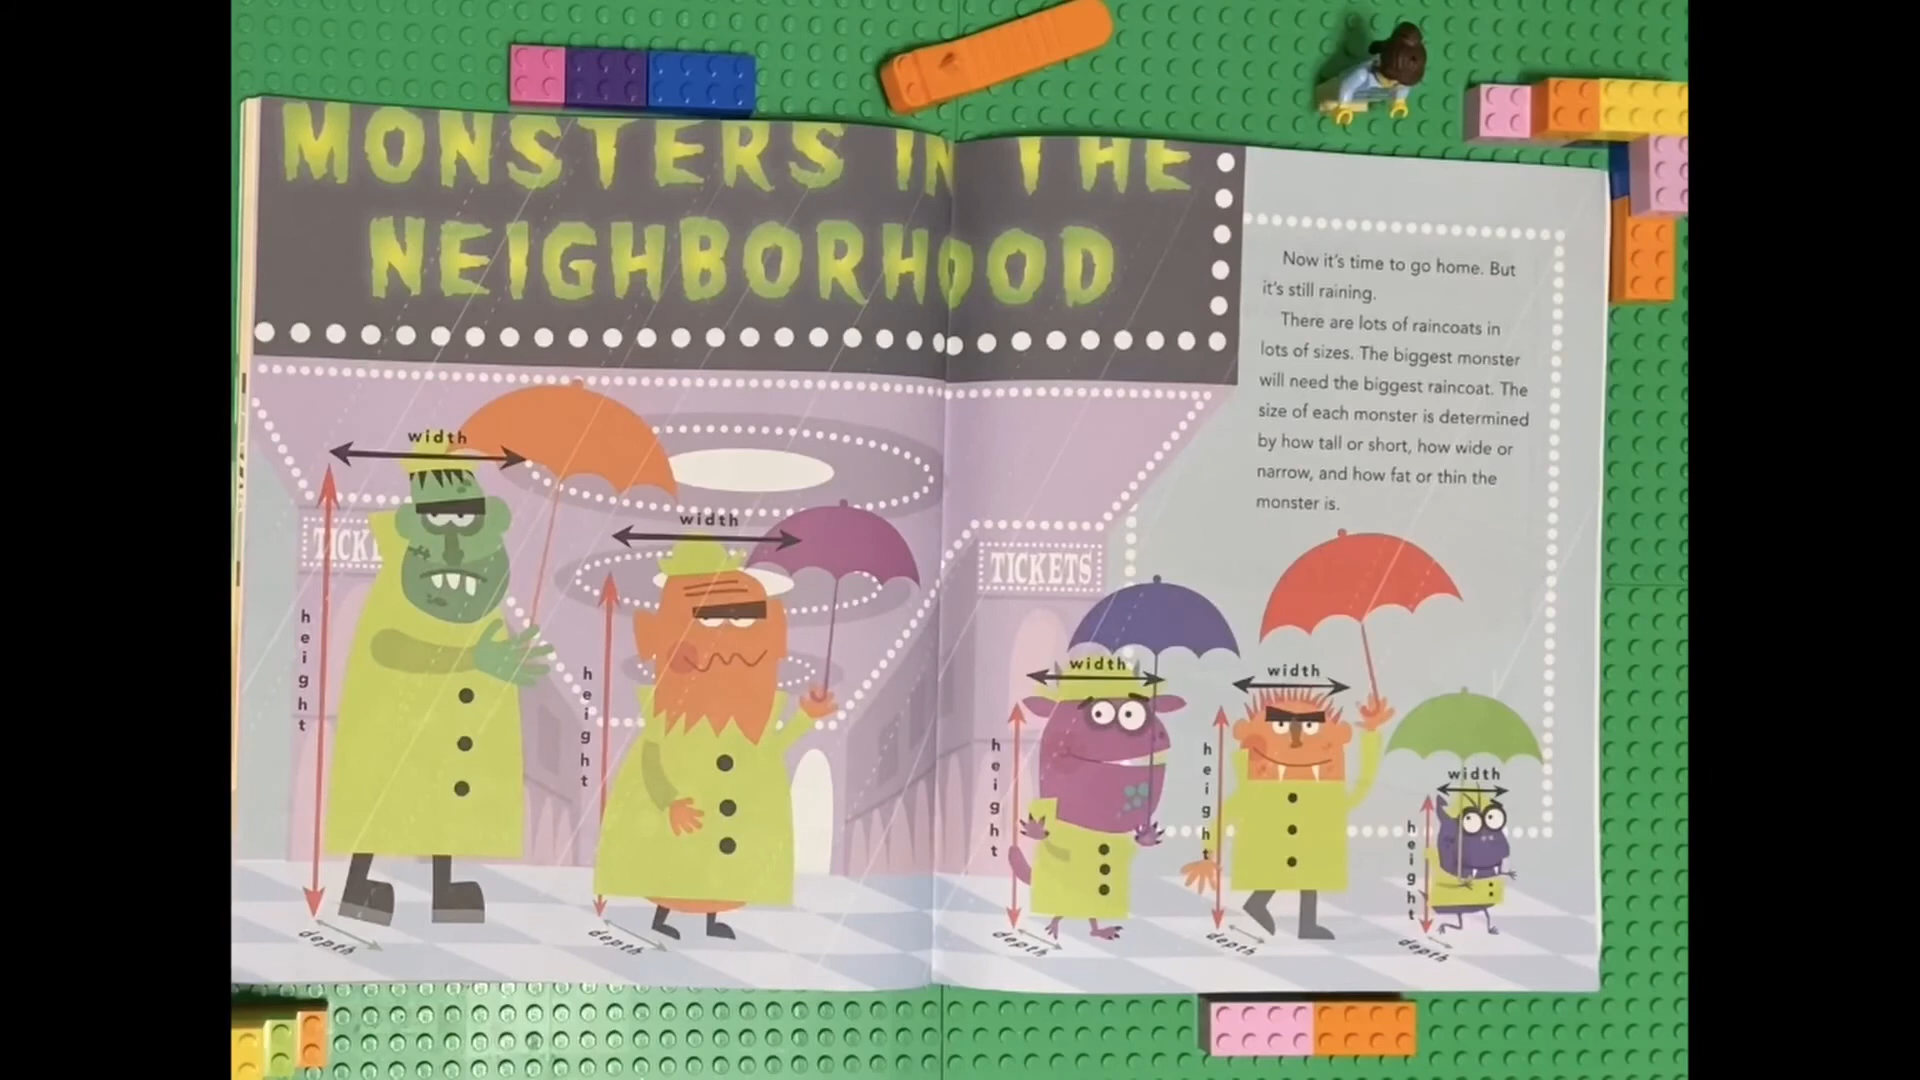 MONSTERS IN THE
NEIGHBORHOOD
Now it's time to go home. But
it's still raining.
There are lots of raincoats in
lots of sizes. The biggest monster
will need the biggest raincoat. The
size of each monster is determined
by how tall or short, how wide or
narrow, and how fat or thin the
monster is.
width
height
depth
TICK
width
height
depth
TICKETS
width
height
depth
width
height
depth
width
height
depth